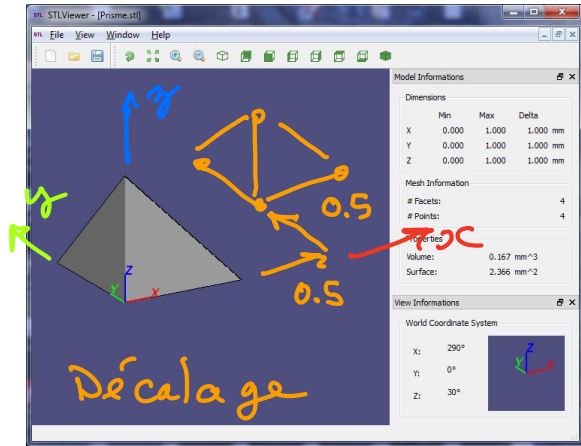 STLViewer - [Prisme.stl]
File View Window Help
Model Informations
Dimensions
Min Max Delta
X 0.000 1.000 1.000 mm
Y 0.000 1.000 1.000 mm
Z 0.000 1.000 1.000 mm
Mesh Information
# Facets: 4
# Points: 4
Properties
Volume: 0.167 mm^3
Surface: 2.366 mm^2
View Informations
World Coordinate System
X: 290°
Y: 0°
Z: 30°
Z
Y X
z
y
x
0.5
0.5
Z
Y X
Décalage